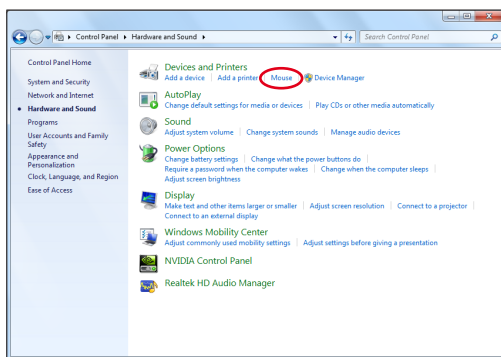 Control Panel ▸ Hardware and Sound ▸
Search Control Panel
Control Panel Home
System and Security
Network and Internet
Hardware and Sound
Programs
User Accounts and Family
Safety
Appearance and
Personalization
Clock, Language, and Region
Ease of Access
Devices and Printers
Add a device | Add a printer | Mouse | Device Manager
AutoPlay
Change default settings for media or devices | Play CDs or other media automatically
Sound
Adjust system volume | Change system sounds | Manage audio devices
Power Options
Change battery settings | Change what the power buttons do |
Require a password when the computer wakes | Change when the computer sleeps |
Adjust screen brightness
Display
Make text and other items larger or smaller | Adjust screen resolution | Connect to a projector |
Connect to an external display
Windows Mobility Center
Adjust commonly used mobility settings | Adjust settings before giving a presentation
NVIDIA Control Panel
Realtek HD Audio Manager